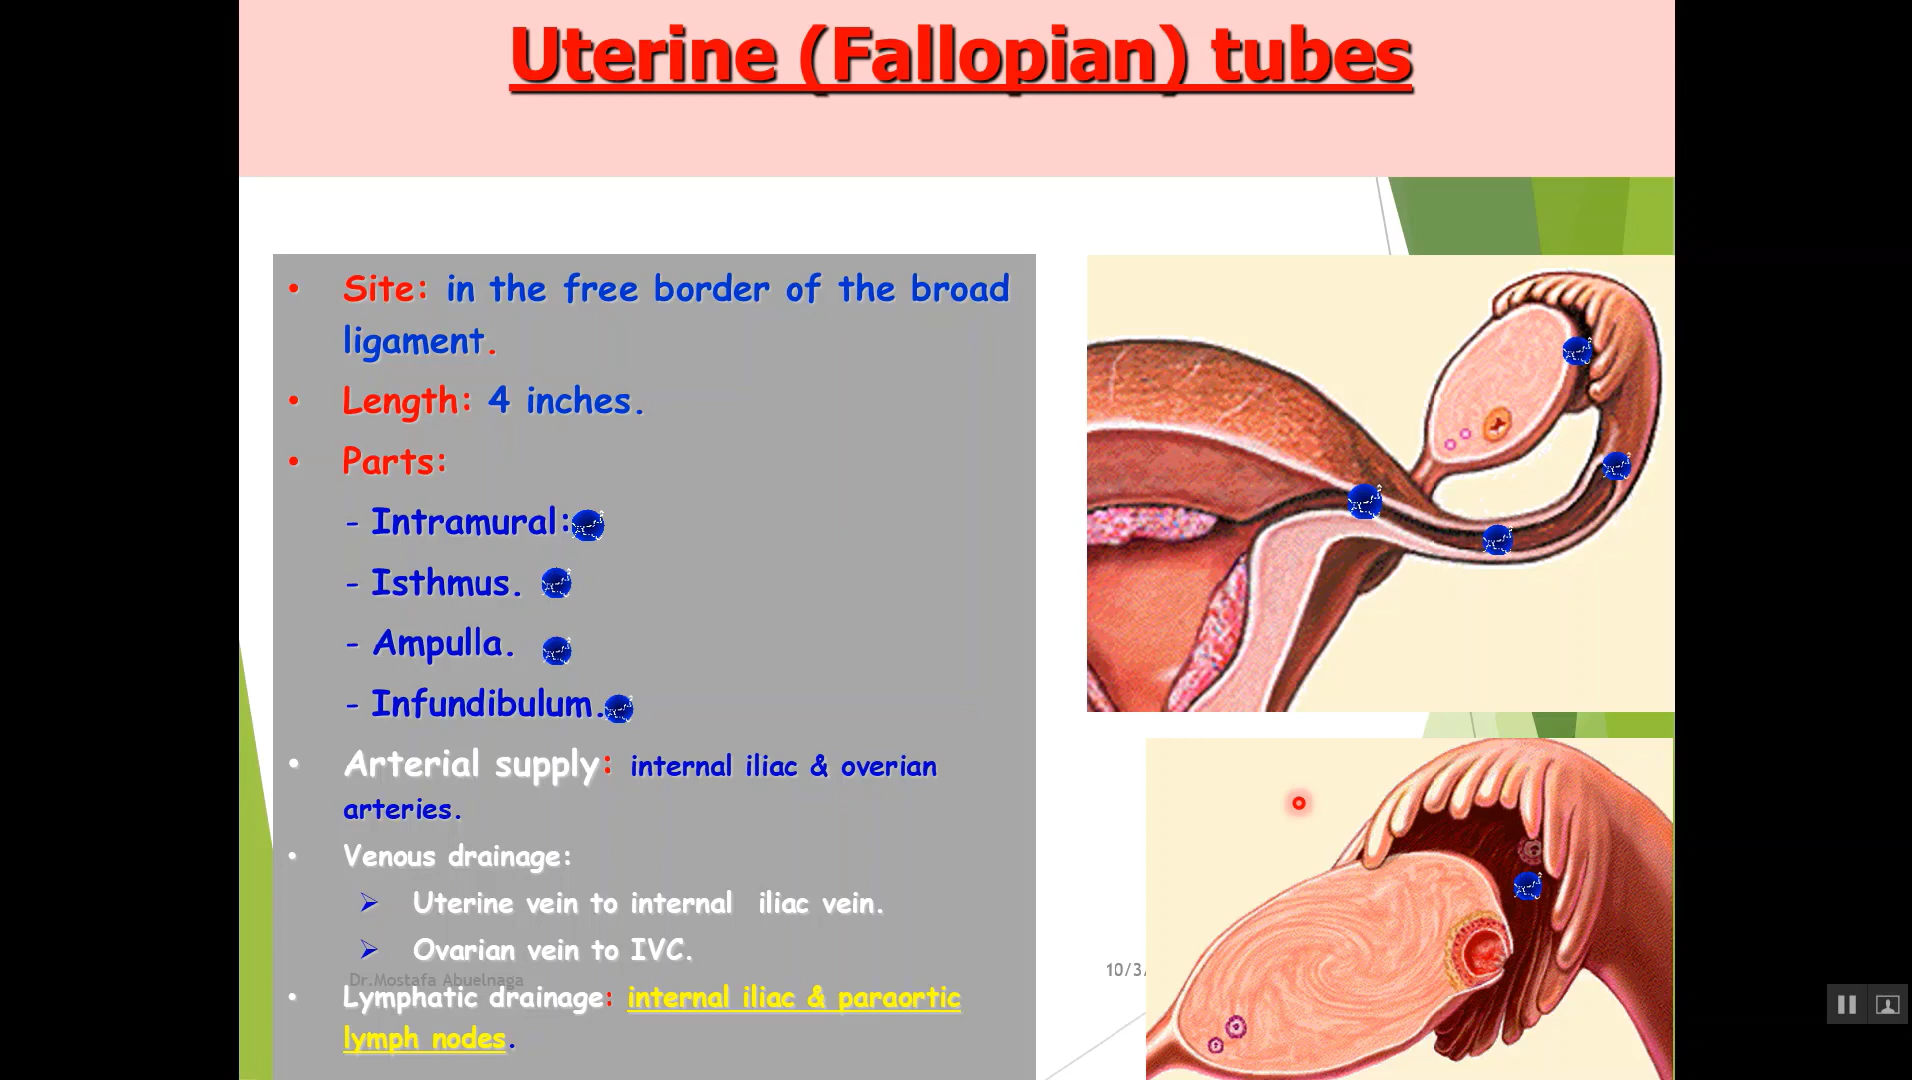 Uterine (Fallopian) tubes
• Site: in the free border of the broad
ligament.
• Length: 4 inches.
• Parts:
- Intramural:
- Isthmus.
- Ampulla.
- Infundibulum.
• Arterial supply: internal iliac & overian
arteries.
• Venous drainage:
➢ Uterine vein to internal iliac vein.
➢ Ovarian vein to IVC.
Dr.Mostafa Abuelnaga
10/3/
• Lymphatic drainage: internal iliac & paraortic
lymph nodes.